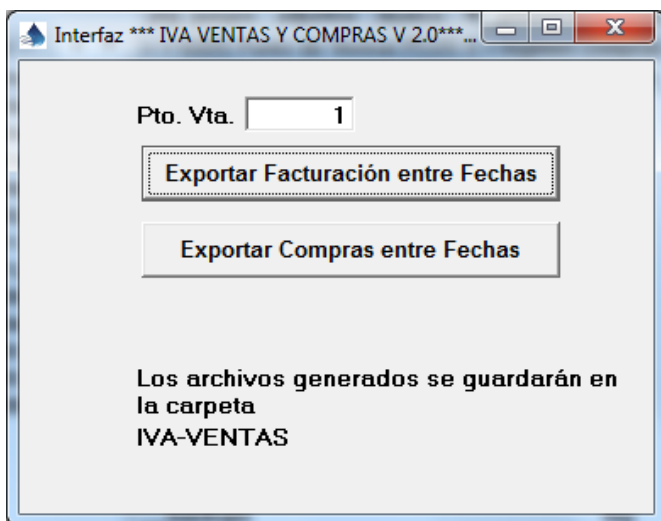 Interfaz *** IVA VENTAS Y COMPRAS V 2.0***...
Pto. Vta. 1
Exportar Facturación entre Fechas
Exportar Compras entre Fechas
Los archivos generados se guardarán en
la carpeta
IVA-VENTAS